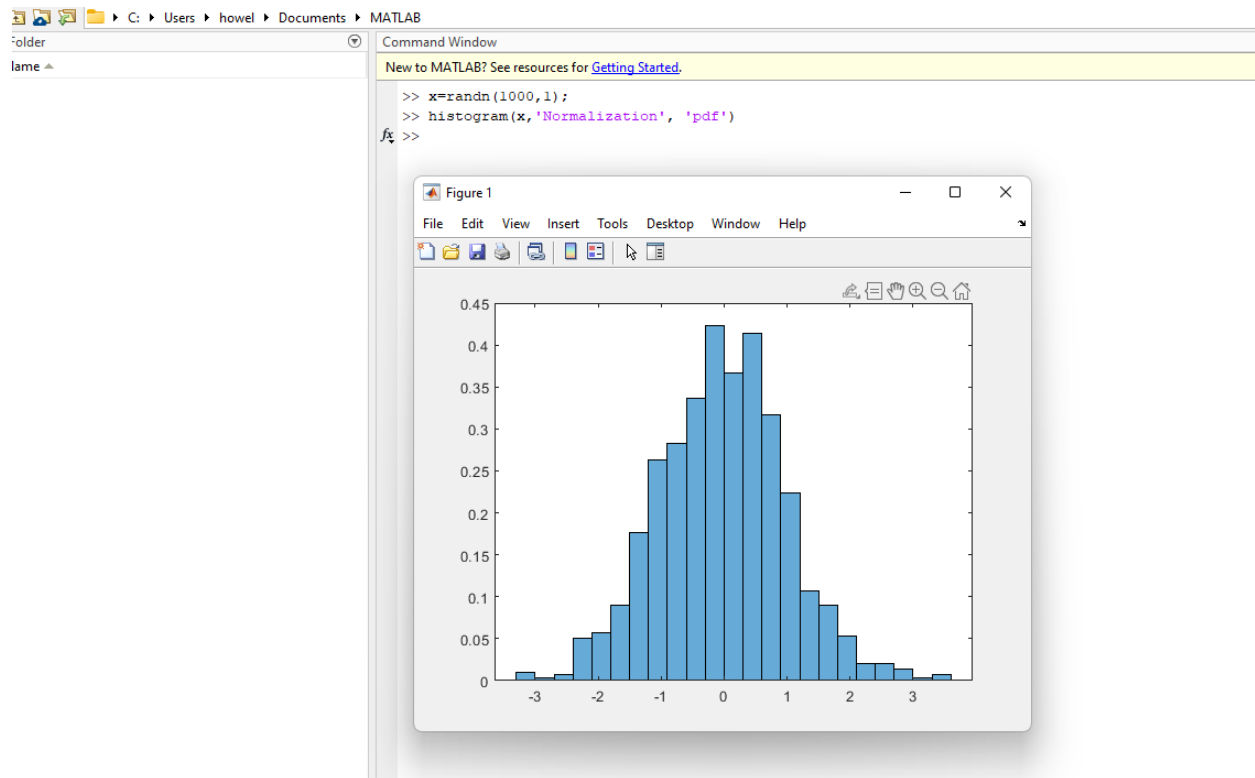 C: Users howel Documents MATLAB
Folder
Name
Command Window
New to MATLAB? See resources for Getting Started.
>> x=randn(1000,1);
>> histogram(x,'Normalization', 'pdf')
fx >>
Figure 1
File Edit View Insert Tools Desktop Window Help
0.45
0.4
0.35
0.3
0.25
0.2
0.15
0.1
0.05
0
-3 -2 -1 0 1 2 3